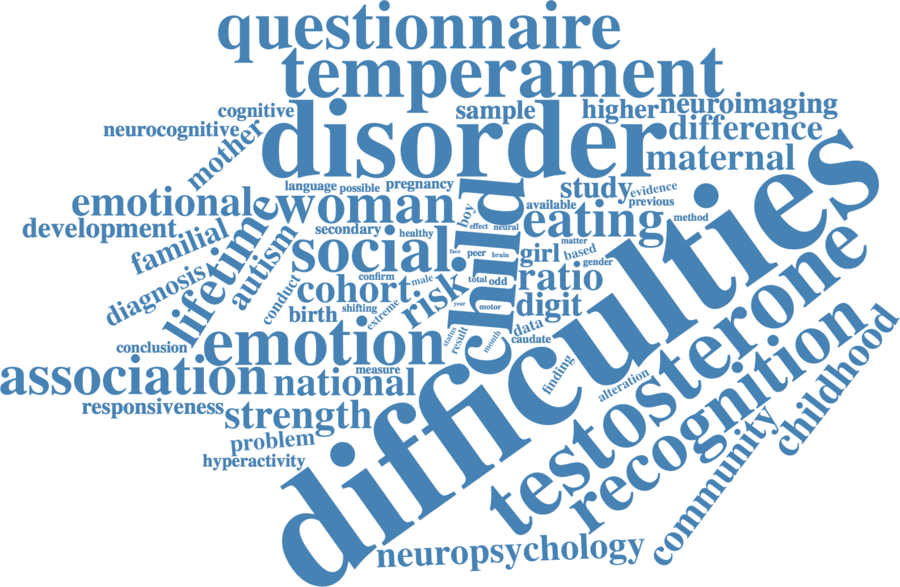 questionnaire
temperament
cognitive
sample
higher
neuroimaging
neurocognitive
mother
disorder
difference
maternal
language
possible
pregnancy
study
evidence
previous
emotional
woman
boy
child
available
eating
method
development.
familial
lifetime
autism
secondary
healthy
effect
neural
matter
social.
face
peer
brain
girl
based
gender
diagnosis
conduct
confirm
cohort
male
risk
total
odd
ratio
birth
shifting
extreme
year
motor
digit
data
caudate
conclusion
emotion
status
result
month
measure
finding
alteration
association
national
responsiveness
strength
problem
hyperactivity
difficulties
testosterone
recognition
childhood
community
neuropsychology